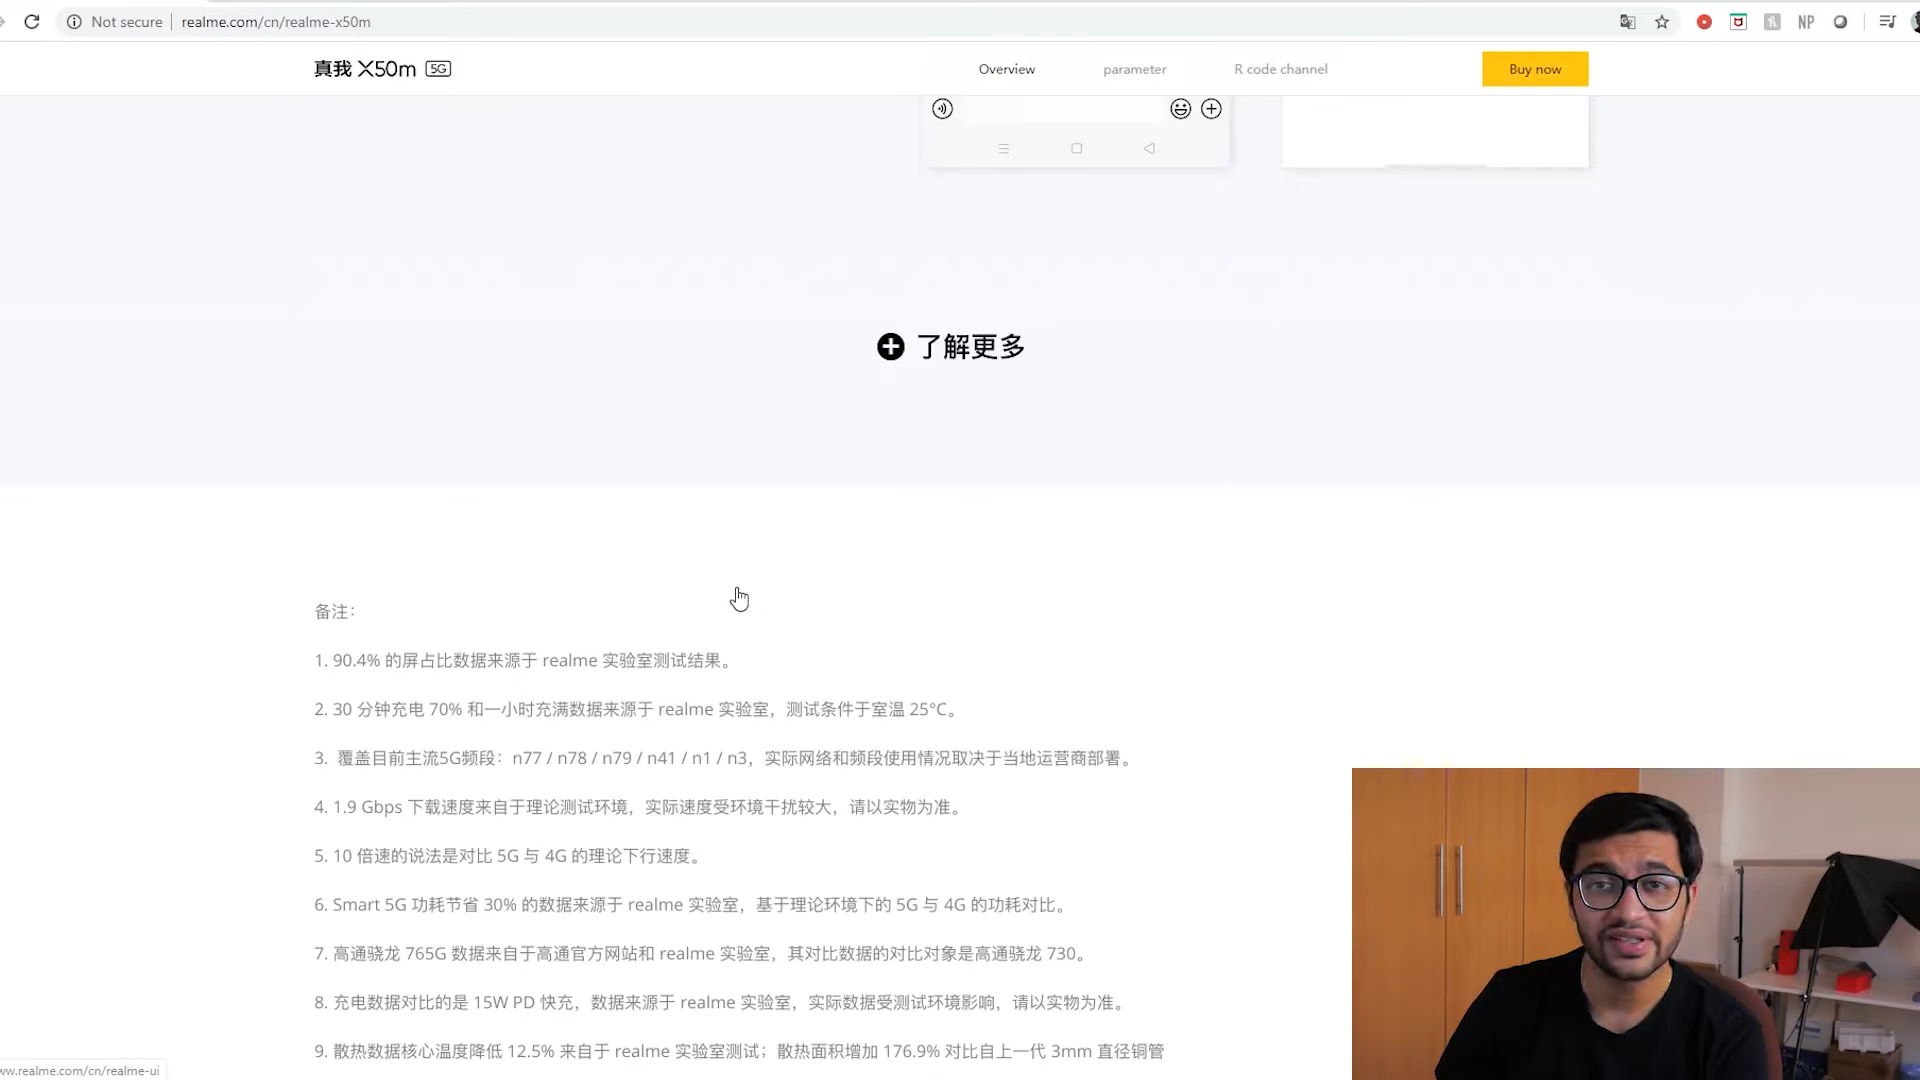 Not secure
realme.com/cn/realme-x50m
NP
真我 X50m 5G
Overview
parameter
R code channel
Buy now
了解更多
备注：
1. 90.4% 的屏占比数据来源于 realme 实验室测试结果。
2. 30 分钟充电 70% 和一小时充满数据来源于 realme 实验室，测试条件于室温 25°C。
3. 覆盖目前主流5G频段：n77 / n78 / n79 / n41 / n1 / n3，实际网络和频段使用情况取决于当地运营商部署。
4. 1.9 Gbps 下载速度来自于理论测试环境，实际速度受环境干扰较大，请以实物为准。
5. 10 倍速的说法是对比 5G 与 4G 的理论下行速度。
6. Smart 5G 功耗节省 30% 的数据来源于 realme 实验室，基于理论环境下的 5G 与 4G 的功耗对比。
7. 高通骁龙 765G 数据来自于高通官方网站和 realme 实验室，其对比数据的对比对象是高通骁龙 730。
8. 充电数据对比的是 15W PD 快充，数据来源于 realme 实验室，实际数据受测试环境影响，请以实物为准。
9. 散热数据核心温度降低 12.5% 来自于 realme 实验室测试；散热面积增加 176.9% 对比自上一代 3mm 直径铜管
ww.realme.com/cn/realme-ui